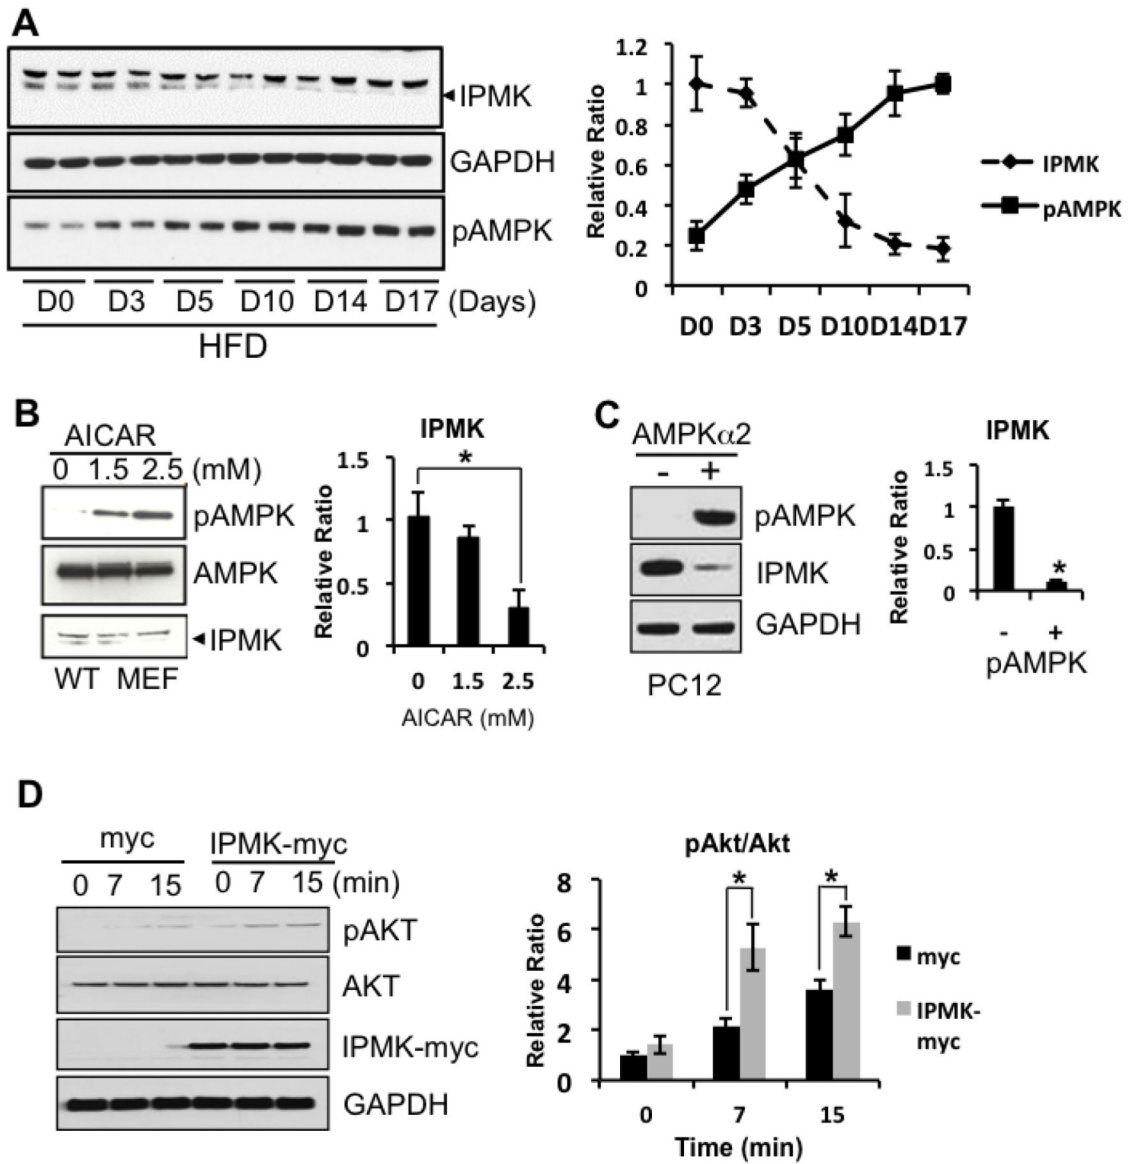 A
IPMK
GAPDH
pAMPK
D0 D3 D5 D10 D14 D17 (Days)
HFD
1.2
1
0.8
0.6
0.4
0.2
0
Relative Ratio
D0 D3 D5 D10 D14 D17
IPMK
pAMPK
B
AICAR
0 1.5 2.5 (mM)
pAMPK
AMPK
IPMK
WT MEF
IPMK
1.5
1
0.5
0
Relative Ratio
*
0 1.5 2.5
AICAR (mM)
C
AMPKα2
- +
pAMPK
IPMK
GAPDH
PC12
IPMK
1.5
1
0.5
0
Relative Ratio
*
- +
pAMPK
D
myc IPMK-myc
0 7 15 0 7 15 (min)
pAKT
AKT
IPMK-myc
GAPDH
pAkt/Akt
8
6
4
2
0
Relative Ratio
* *
0 7 15
Time (min)
myc
IPMK-
myc